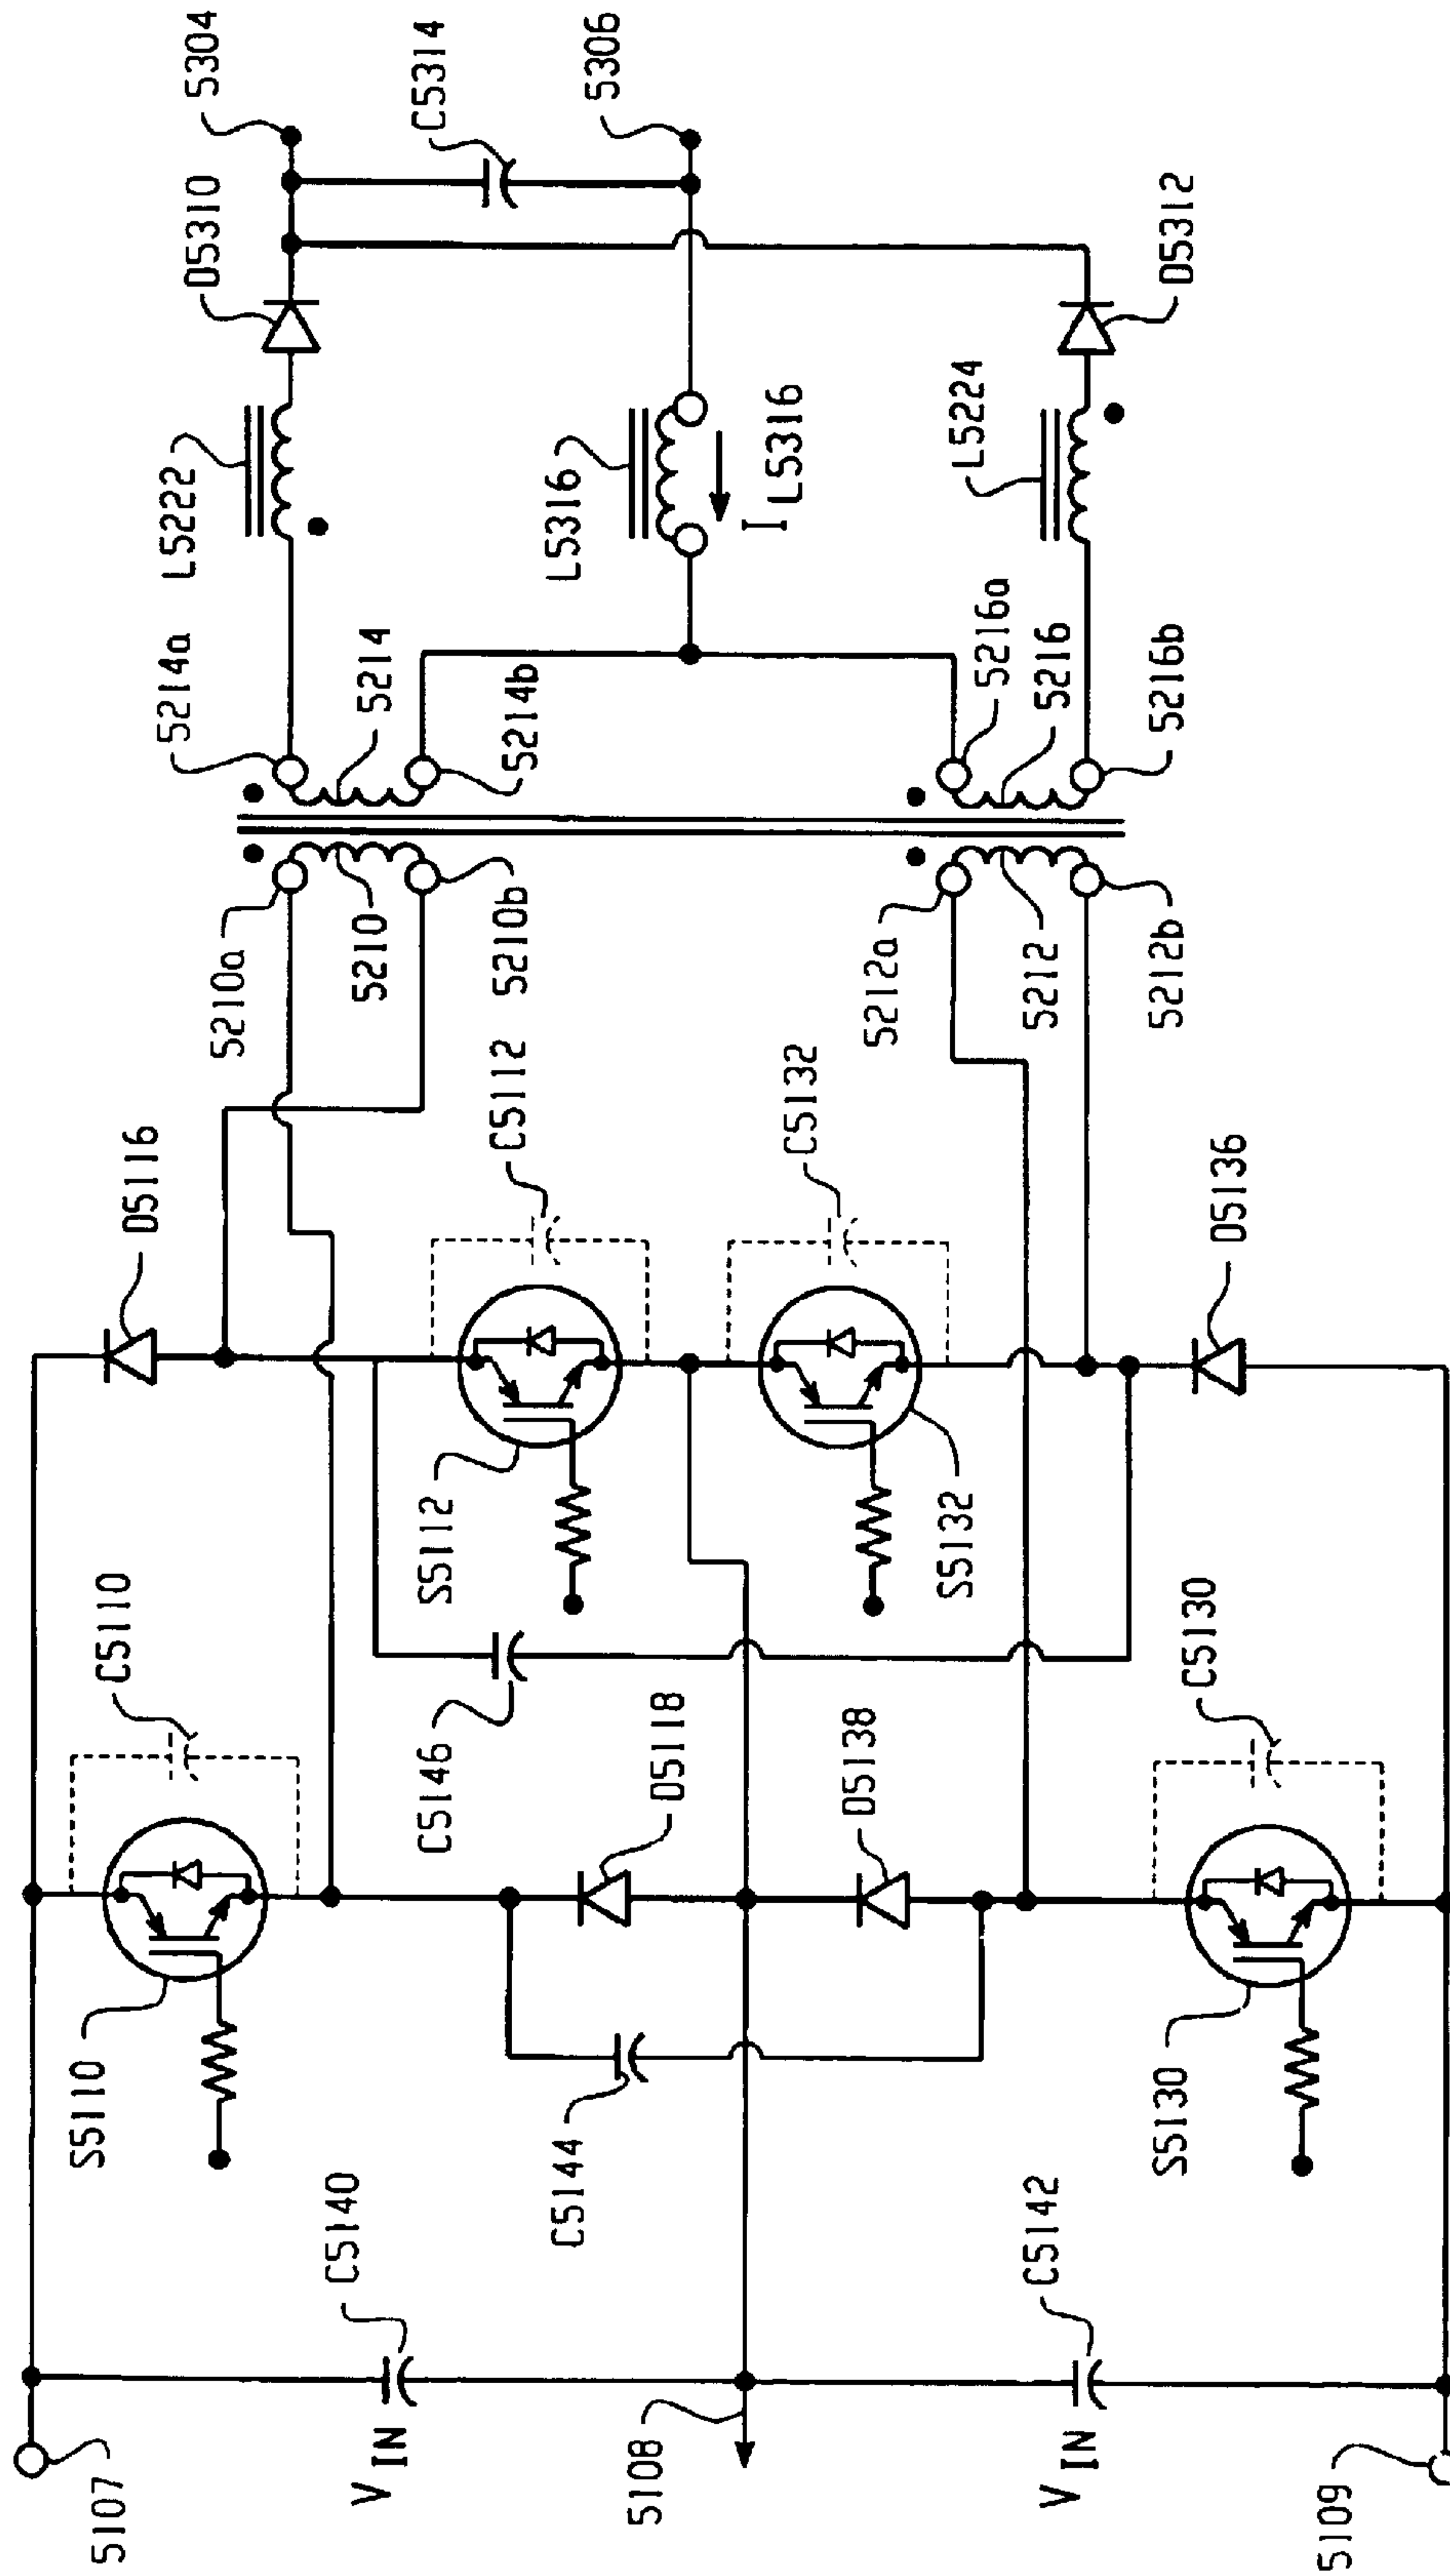 5107
V IN
C5140
5108
V IN
C5142
5109
S5110
C5110
C5144
D5118
D5138
S5130
C5130
C5146
D5116
S5112
C5112
S5132
C5132
D5136
5210a
5210
5210b
5212a
5212
5212b
5214a
5214
5214b
5216a
5216
5216b
L5222
L5316
I L5316
L5224
D5310
D5312
C5314
5304
5306